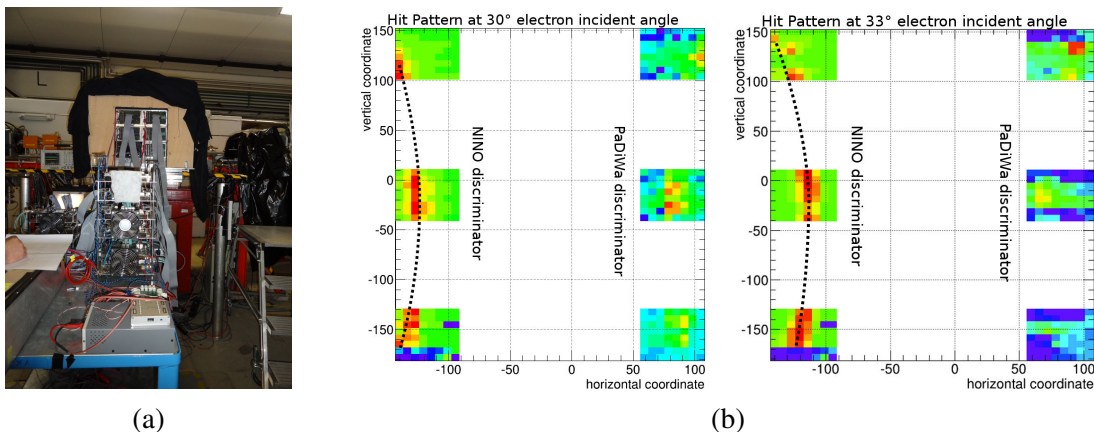 Hit Pattern at 30° electron incident angle
vertical coordinate
150
100
50
0
-50
-100
-150
NINO discriminator
PaDiWa discriminator
-100
-50
0
50
100
horizontal coordinate
Hit Pattern at 33° electron incident angle
vertical coordinate
150
100
50
0
-50
-100
-150
NINO discriminator
PaDiWa discriminator
-100
-50
0
50
100
horizontal coordinate
(a)
(b)